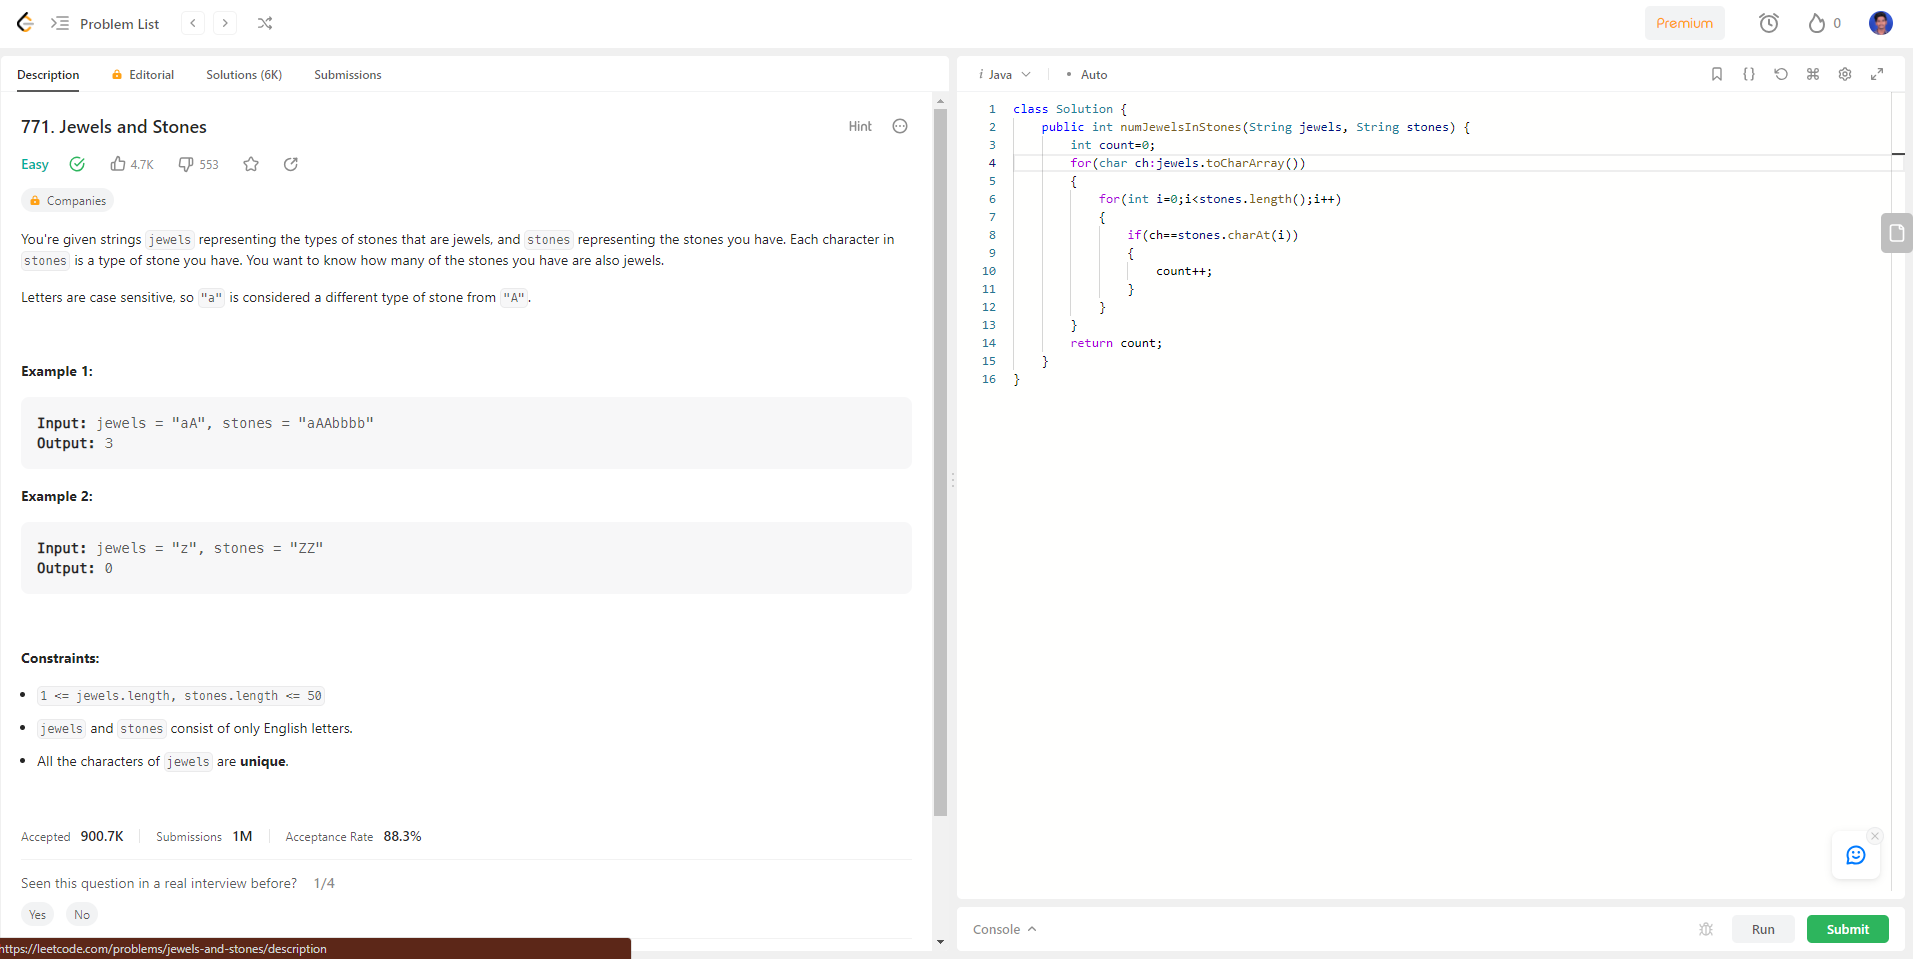 Problem List
Premium
0
Description
Editorial
Solutions (6K)
Submissions
771. Jewels and Stones
Hint
Easy
4.7K
553
Companies
You're given strings jewels representing the types of stones that are jewels, and stones representing the stones you have. Each character in
stones is a type of stone you have. You want to know how many of the stones you have are also jewels.
Letters are case sensitive, so "a" is considered a different type of stone from "A".
Example 1:
Input: jewels = "aA", stones = "aAAbbbb"
Output: 3
Example 2:
Input: jewels = "z", stones = "ZZ"
Output: 0
Constraints:
• 1 <= jewels.length, stones.length <= 50
• jewels and stones consist of only English letters.
• All the characters of jewels are unique.
Accepted 900.7K
Submissions 1M
Acceptance Rate 88.3%
Seen this question in a real interview before? 1/4
Yes
No
https://leetcode.com/problems/jewels-and-stones/description
i Java
• Auto
{}
1 class Solution {
2 public int numJewelsInStones(String jewels, String stones) {
3 int count=0;
4 for(char ch:jewels.toCharArray())
5 {
6 for(int i=0;i<stones.length();i++)
7 {
8 if(ch==stones.charAt(i))
9 {
10 count++;
11 }
12 }
13 }
14 return count;
15 }
16 }
Console
Run
Submit